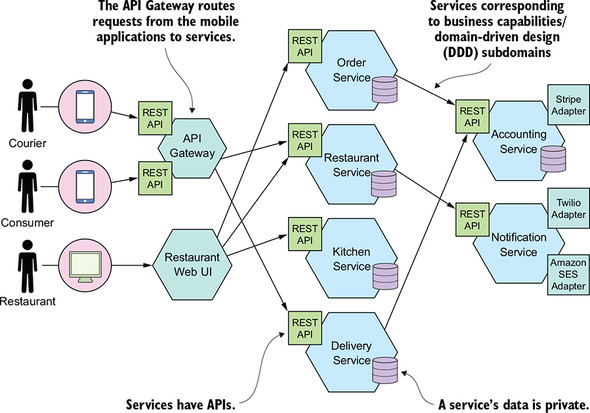 The API Gateway routes
requests from the mobile
applications to services.
Services corresponding
to business capabilities/
domain-driven design
(DDD) subdomains
REST
API
Order
Service
Stripe
Adapter
Courier
REST
API
API
Gateway
REST
API
Consumer
REST
API
Restaurant
Service
REST
API
Accounting
Service
Twilio
Adapter
REST
API
Notification
Service
Amazon
SES
Adapter
Restaurant
Restaurant
Web UI
REST
API
Kitchen
Service
REST
API
Delivery
Service
Services have APIs.
A service's data is private.